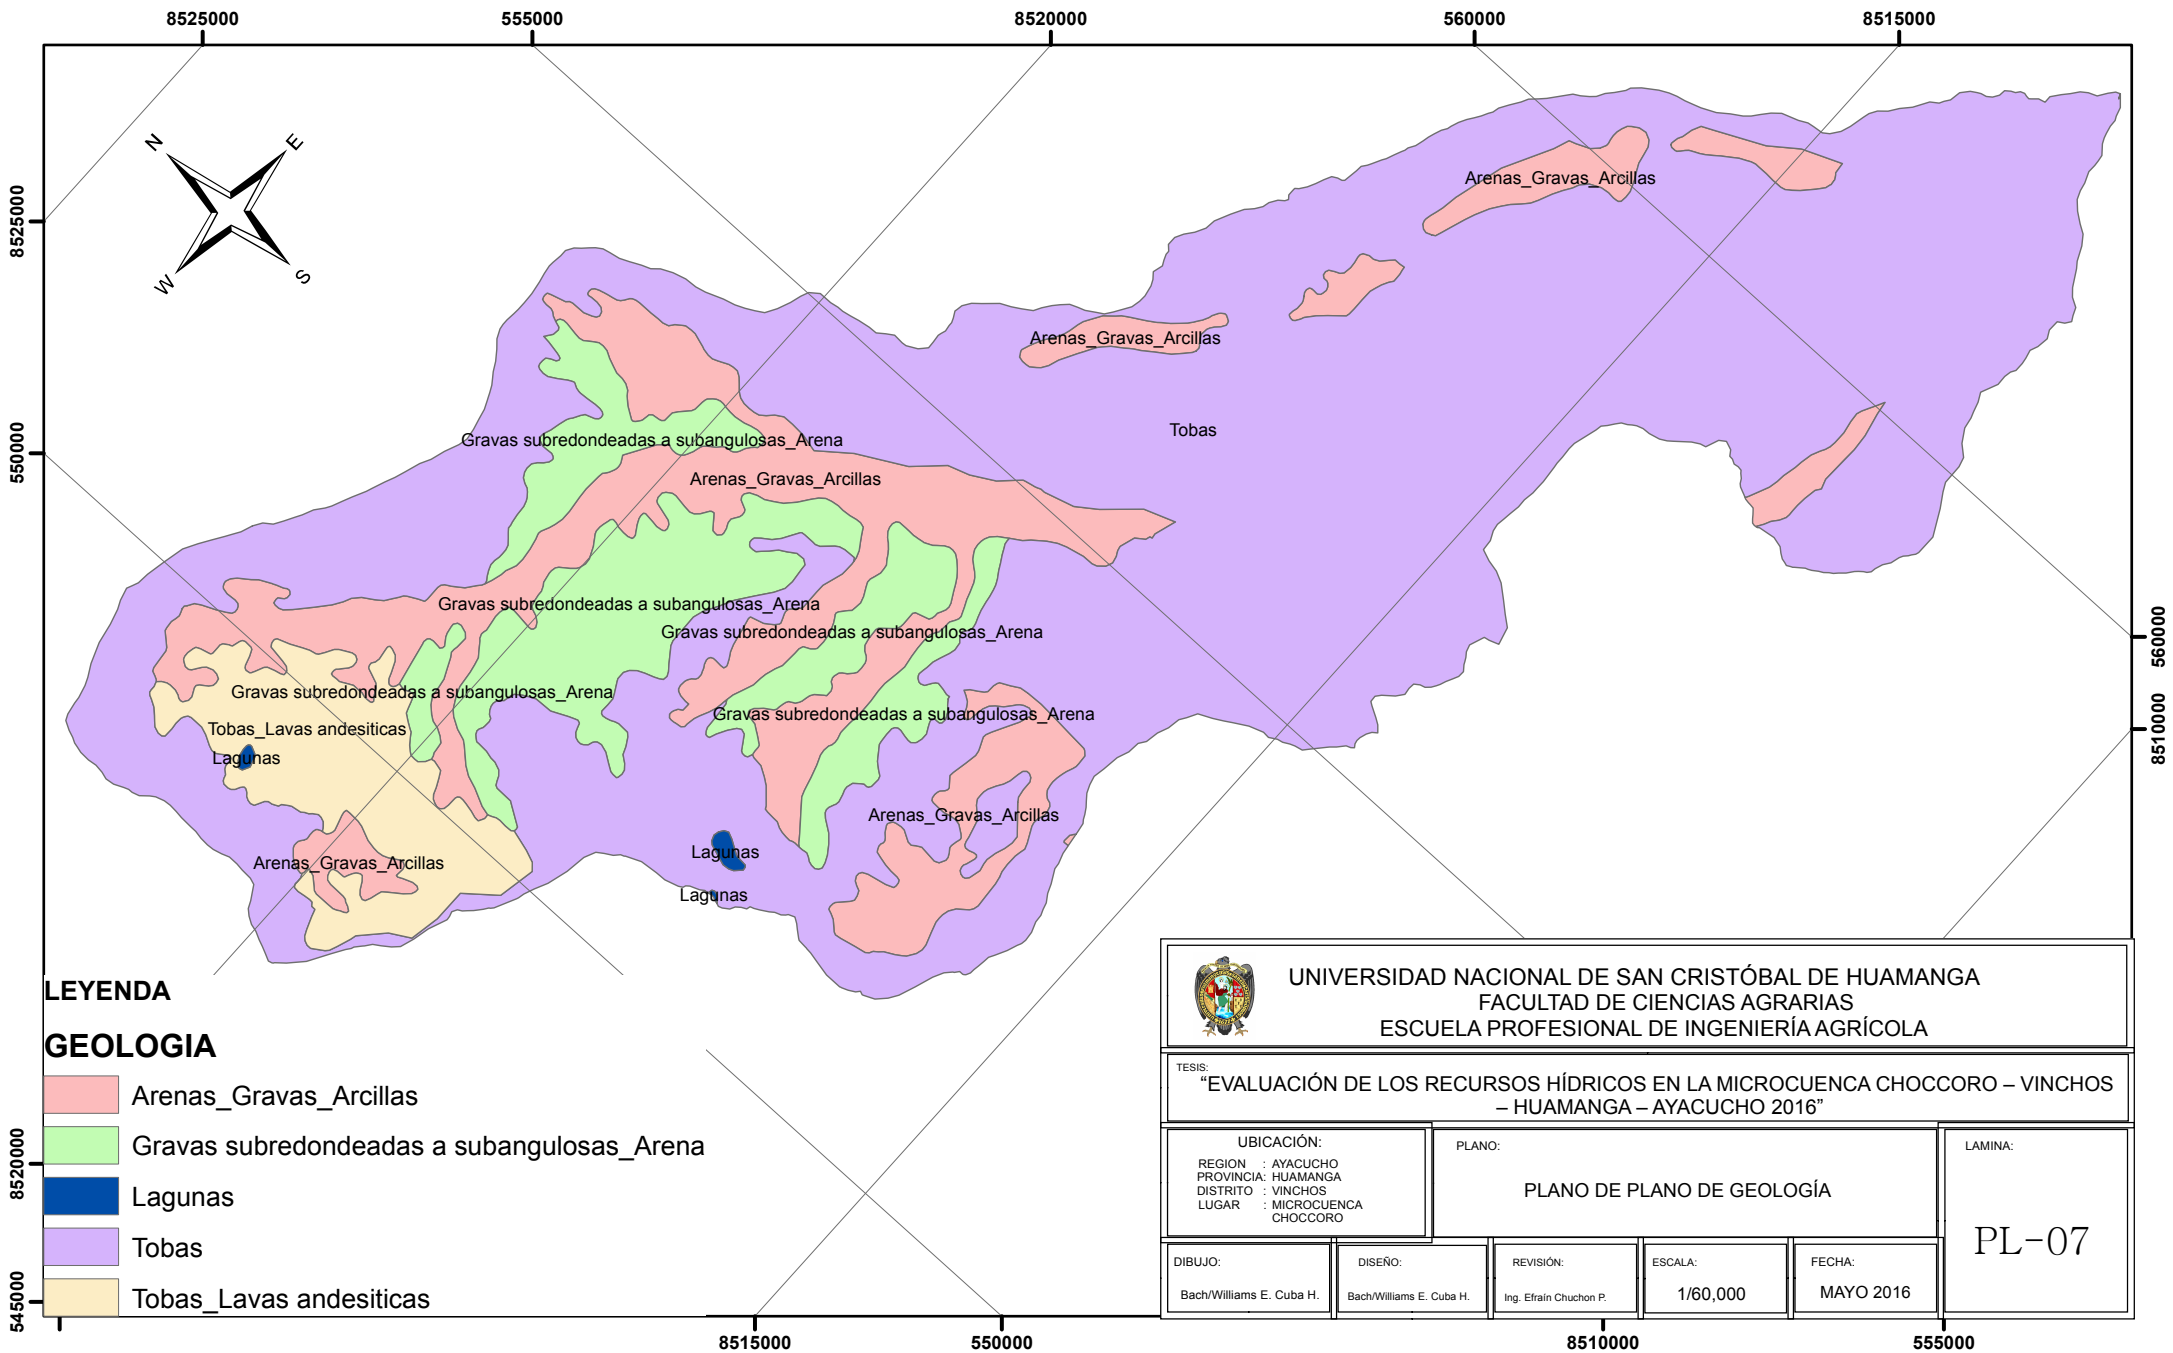 8525000 555000 8520000 560000 8515000
N E
W S
8525000
550000
8520000
545000
560000
8510000
Arenas_Gravas_Arcillas
Arenas_Gravas_Arcillas
Tobas
Gravas subredondeadas a subangulosas_Arena
Arenas_Gravas_Arcillas
Gravas subredondeadas a subangulosas_Arena
Gravas subredondeadas a subangulosas_Arena
Gravas subredondeadas a subangulosas_Arena
Gravas subredondeadas a subangulosas_Arena
Tobas_Lavas andesiticas
Lagunas
Arenas_Gravas_Arcillas
Lagunas
Arenas_Gravas_Arcillas
Lagunas
LEYENDA
GEOLOGIA
Arenas_Gravas_Arcillas
Gravas subredondeadas a subangulosas_Arena
Lagunas
Tobas
Tobas_Lavas andesiticas
UNIVERSIDAD NACIONAL DE SAN CRISTÓBAL DE HUAMANGA
FACULTAD DE CIENCIAS AGRARIAS
ESCUELA PROFESIONAL DE INGENIERÍA AGRÍCOLA
TESIS:
“EVALUACIÓN DE LOS RECURSOS HÍDRICOS EN LA MICROCUENCA CHOCCORO – VINCHOS
– HUAMANGA – AYACUCHO 2016”
UBICACIÓN:
REGION : AYACUCHO
PROVINCIA: HUAMANGA
DISTRITO : VINCHOS
LUGAR : MICROCUENCA
CHOCCORO
PLANO:
PLANO DE PLANO DE GEOLOGÍA
LAMINA:
PL-07
DIBUJO:
Bach/Williams E. Cuba H.
DISEÑO:
Bach/Williams E. Cuba H.
REVISIÓN:
Ing. Efraín Chuchon P.
ESCALA:
1/60,000
FECHA:
MAYO 2016
8515000 550000 8510000 555000